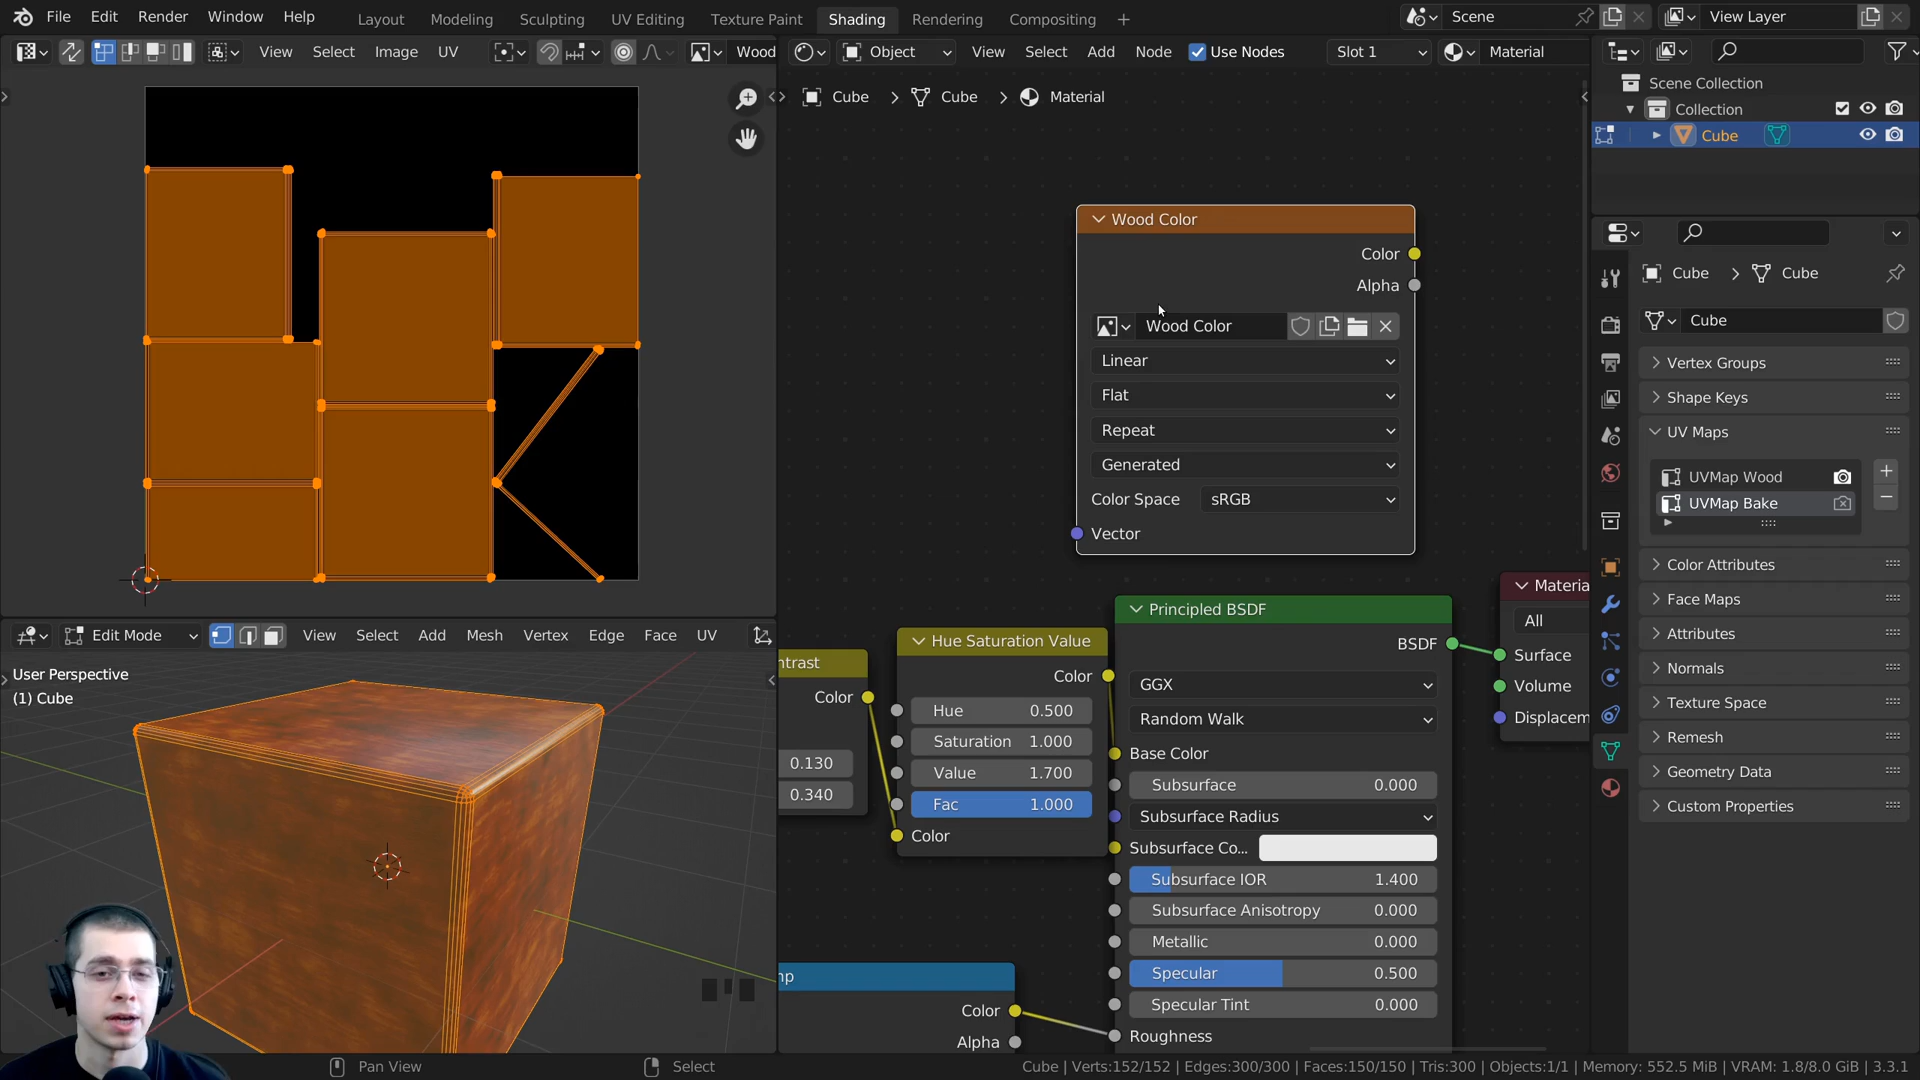 File Edit Render Window Help Layout Modeling Sculpting UV Editing Texture Paint Shading Rendering Compositing + Scene View Layer
View Select Image UV Wood
Object View Select Add Node Use Nodes Slot 1 Material
Cube > Cube > Material
Scene Collection
Collection
Cube
Wood Color
Color
Alpha
Wood Color
Linear
Flat
Repeat
Generated
Color Space sRGB
Vector
Cube > Cube
Cube
Vertex Groups
Shape Keys
UV Maps
UVMap Wood
UVMap Bake
Color Attributes
Face Maps
Attributes
Normals
Texture Space
Remesh
Geometry Data
Custom Properties
Edit Mode View Select Add Mesh Vertex Edge Face UV
User Perspective
(1) Cube
ntrast
Color
0.130
0.340
Hue Saturation Value
Color
Hue 0.500
Saturation 1.000
Value 1.700
Fac 1.000
Color
Principled BSDF
BSDF
GGX
Random Walk
Base Color
Subsurface 0.000
Subsurface Radius
Subsurface Co...
Subsurface IOR 1.400
Subsurface Anisotropy 0.000
Metallic 0.000
Specular 0.500
Specular Tint 0.000
Roughness
Materia
All
Surface
Volume
Displacem
np
Color
Alpha
Pan View Select Cube | Verts:152/152 | Edges:300/300 | Faces:150/150 | Tris:300 | Objects:1/1 | Memory: 552.5 MiB | VRAM: 1.8/8.0 GiB | 3.3.1